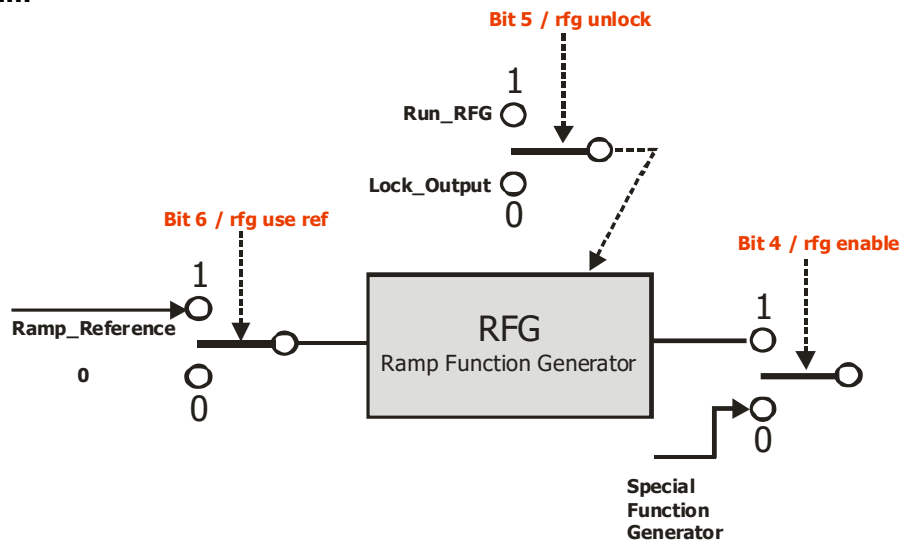 Bit 5 / rfg unlock
1
Run_RFG
Lock_Output
0
Bit 6 / rfg use ref
Bit 4 / rfg enable
1
1
Ramp_Reference
RFG
Ramp Function Generator
0
0
0
Special
Function
Generator